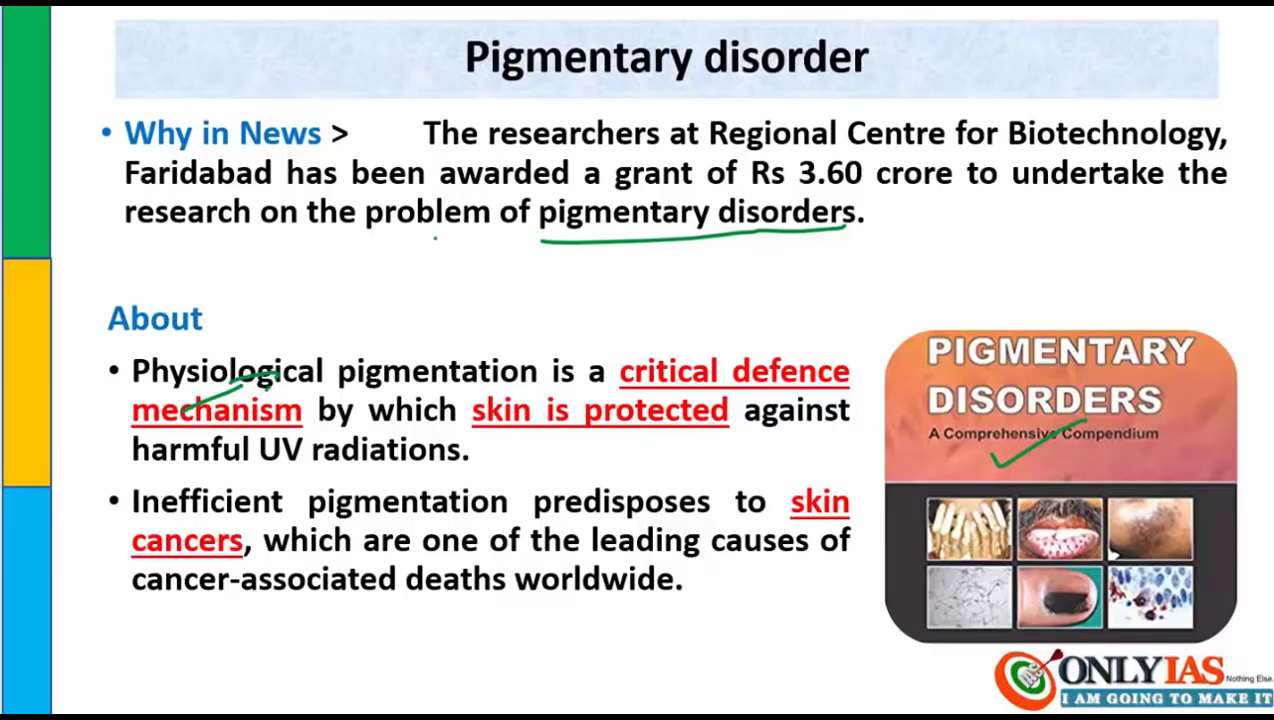 Pigmentary disorder
• Why in News > The researchers at Regional Centre for Biotechnology,
Faridabad has been awarded a grant of Rs 3.60 crore to undertake the
research on the problem of pigmentary disorders.
About
• Physiological pigmentation is a critical defence
mechanism by which skin is protected against
harmful UV radiations.
• Inefficient pigmentation predisposes to skin
cancers, which are one of the leading causes of
cancer-associated deaths worldwide.
PIGMENTARY
DISORDERS
A Comprehensive Compendium
ONLYIAS Nothing Else.
I AM GOING TO MAKE IT